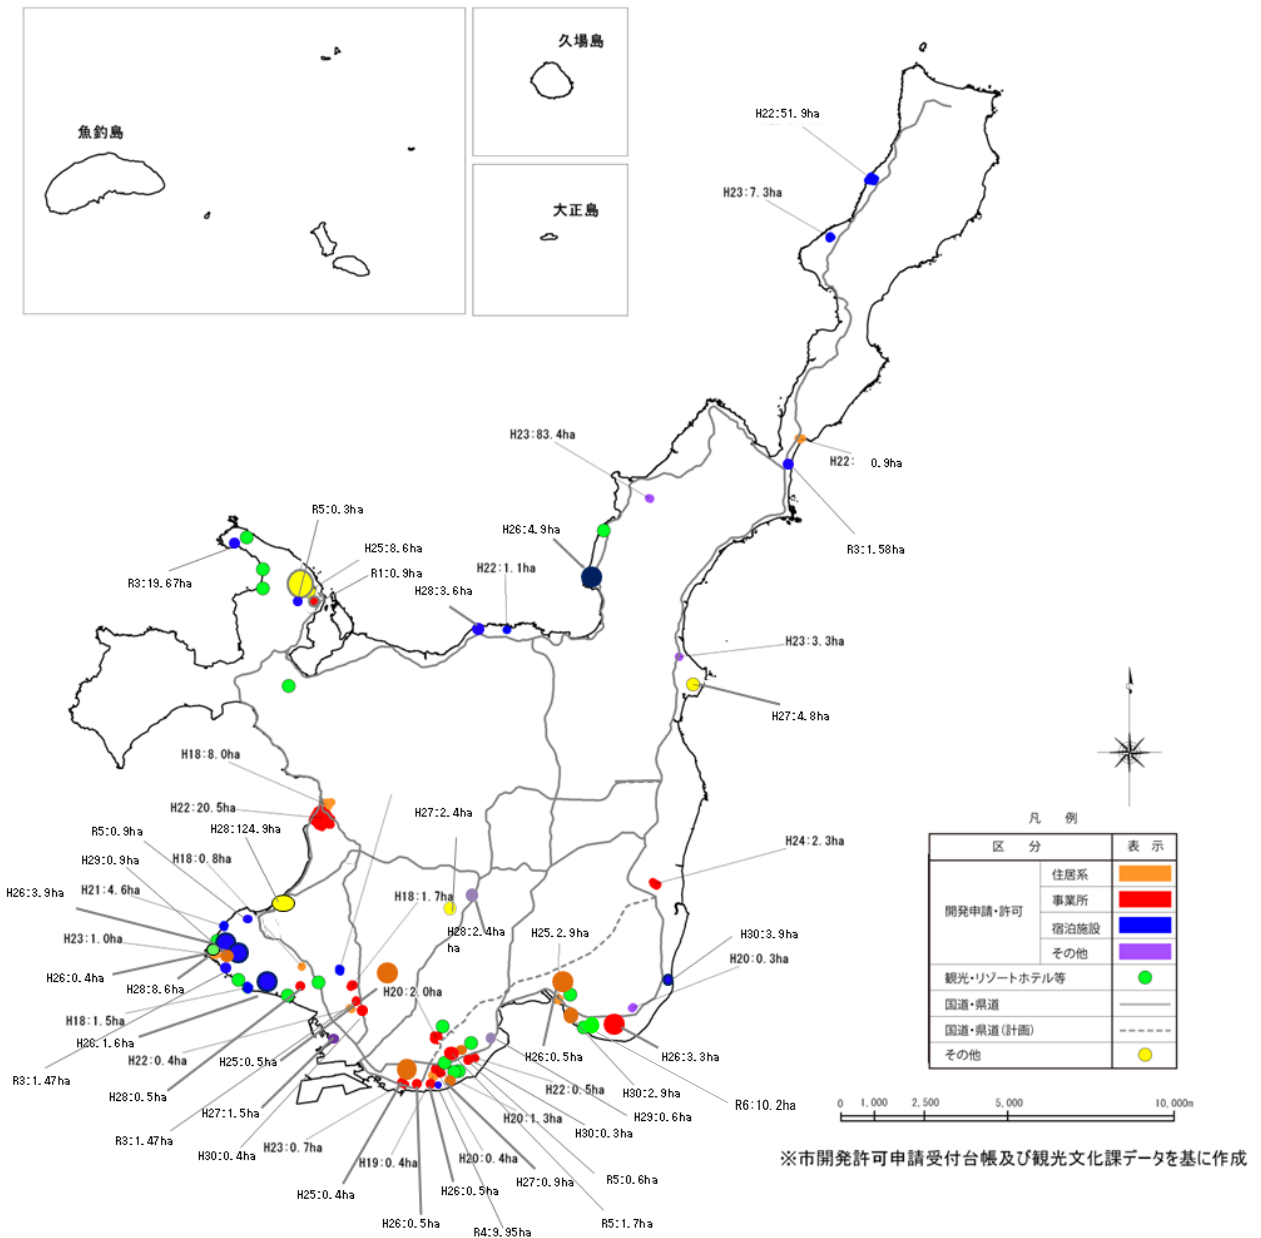 久場島
魚釣島
大正島
H22:51.9ha
H23:7.3ha
H23:83.4ha
H22: 0.9ha
R5:0.3ha
H26:4.9ha
H25:8.6ha
R3:1.58ha
R3:19.67ha
R1:0.9ha
H22:1.1ha
H28:3.6ha
H23:3.3ha
H27:4.8ha
H18:8.0ha
H22:20.5ha
H27:2.4ha
R5:0.9ha
H28:124.9ha
H24:2.3ha
H29:0.9ha
H18:0.8ha
H26:3.9ha
H21:4.6ha
H18:1.7ha
H28:2.4ha
ha
H25.2.9ha
H30:3.9ha
H23:1.0ha
H20:0.3ha
H26:0.4ha
H28:8.6ha
H20:2.0ha
H18:1.5ha
H26.1.6ha
H22:0.4ha
H25:0.5ha
H26:0.5ha
H26:3.3ha
R3:1.47ha
H28:0.5ha
H22:0.5ha
H30:2.9ha
R6:10.2ha
H27:1.5ha
H20:1.3ha
H29:0.6ha
R3:1.47ha
H30:0.3ha
H30:0.4ha
H23:0.7ha
H19:0.4ha
H20:0.4ha
H27:0.9ha
R5:0.6ha
H25:0.4ha
H26:0.5ha
H26:0.5ha
R4:9.95ha
R5:1.7ha
凡 例
区 分 表 示
開発申請・許可
住居系
事業所
宿泊施設
その他
観光・リゾートホテル等
国道・県道
国道・県道(計画)
その他
0 1,000 2,500 5,000 10,000m
※市開発許可申請受付台帳及び観光文化課データを基に作成